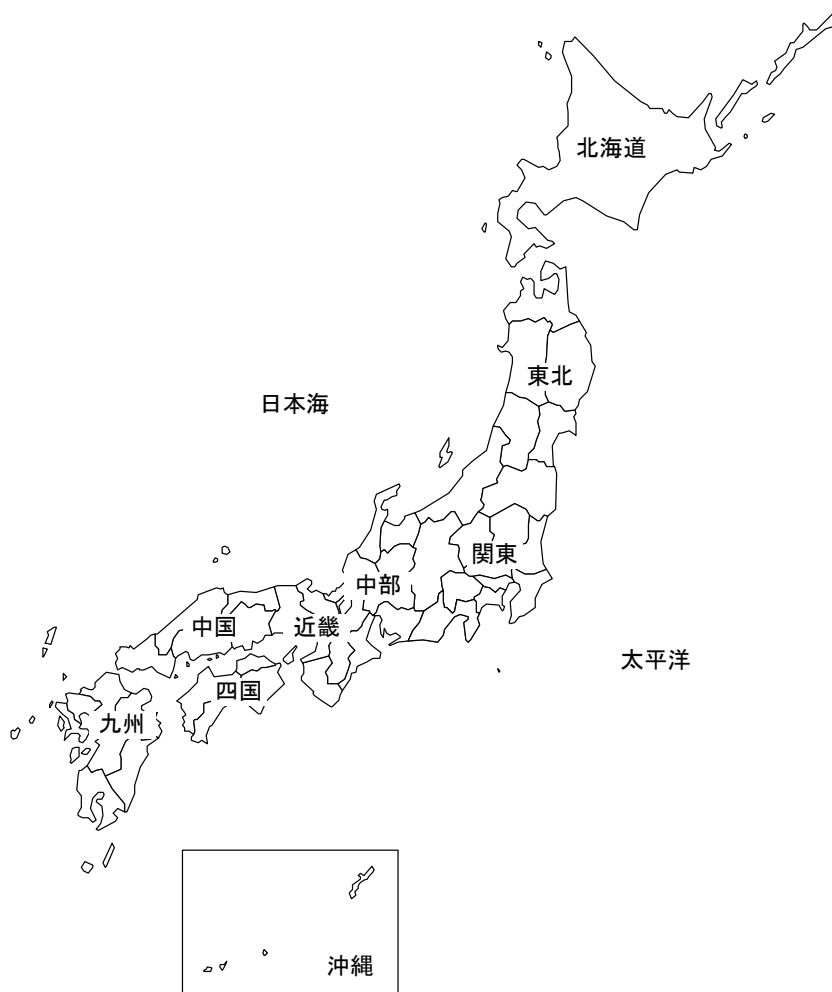 北海道
東北
日本海
関東
中部
中国
近畿
太平洋
四国
九州
沖縄